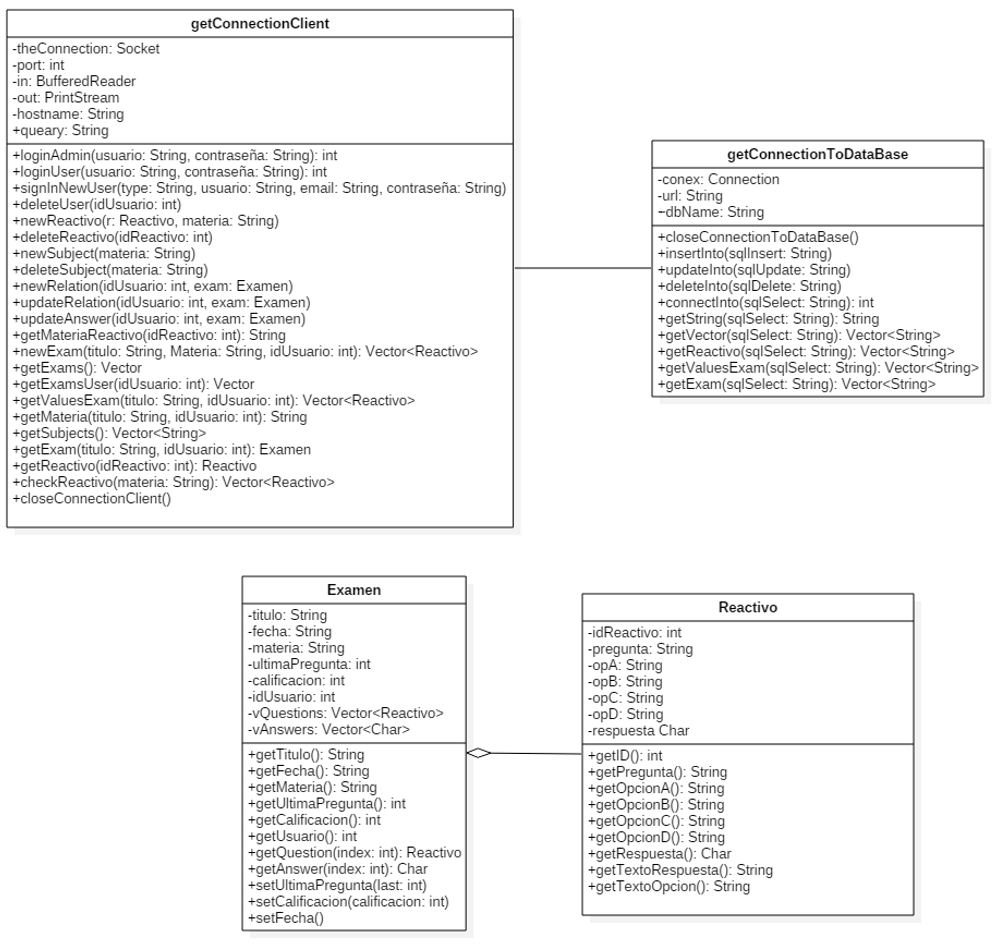 getConnectionClient
-theConnection: Socket
-port: int
-in: BufferedReader
-out: PrintStream
-hostname: String
+queary: String
+loginAdmin(usuario: String, contraseña: String): int
+loginUser(usuario: String, contraseña: String): int
+signInNewUser(type: String, usuario: String, email: String, contraseña: String)
+deleteUser(idUsuario: int)
+newReactivo(r: Reactivo, materia: String)
+deleteReactivo(idReactivo: int)
+newSubject(materia: String)
+deleteSubject(materia: String)
+newRelation(idUsuario: int, exam: Examen)
+updateRelation(idUsuario: int, exam: Examen)
+updateAnswer(idUsuario: int, exam: Examen)
+getMateriaReactivo(idReactivo: int): String
+newExam(titulo: String, Materia: String, idUsuario: int): Vector<Reactivo>
+getExams(): Vector
+getExamsUser(idUsuario: int): Vector
+getValuesExam(titulo: String, idUsuario: int): Vector<Reactivo>
+getMateria(titulo: String, idUsuario: int): String
+getSubjects(): Vector<String>
+getExam(titulo: String, idUsuario: int): Examen
+getReactivo(idReactivo: int): Reactivo
+checkReactivo(materia: String): Vector<Reactivo>
+closeConnectionClient()
getConnectionToDataBase
-conex: Connection
-url: String
-dbName: String
+closeConnectionToDataBase()
+insertInto(sqlInsert: String)
+updateInto(sqlUpdate: String)
+deleteInto(sqlDelete: String)
+connectInto(sqlSelect: String): int
+getString(sqlSelect: String): String
+getVector(sqlSelect: String): Vector<String>
+getReactivo(sqlSelect: String): Vector<String>
+getValuesExam(sqlSelect: String): Vector<String>
+getExam(sqlSelect: String): Vector<String>
Examen
-titulo: String
-fecha: String
-materia: String
-ultimaPregunta: int
-calificacion: int
-idUsuario: int
-vQuestions: Vector<Reactivo>
-vAnswers: Vector<Char>
+getTitulo(): String
+getFecha(): String
+getMateria(): String
+getUltimaPregunta(): int
+getCalificacion(): int
+getUsuario(): int
+getQuestion(index: int): Reactivo
+getAnswer(index: int): Char
+setUltimaPregunta(last: int)
+setCalificacion(calificacion: int)
+setFecha()
Reactivo
-idReactivo: int
-pregunta: String
-opA: String
-opB: String
-opC: String
-opD: String
-respuesta Char
+getID(): int
+getPregunta(): String
+getOpcionA(): String
+getOpcionB(): String
+getOpcionC(): String
+getOpcionD(): String
+getRespuesta(): Char
+getTextoRespuesta(): String
+getTextoOpcion(): String